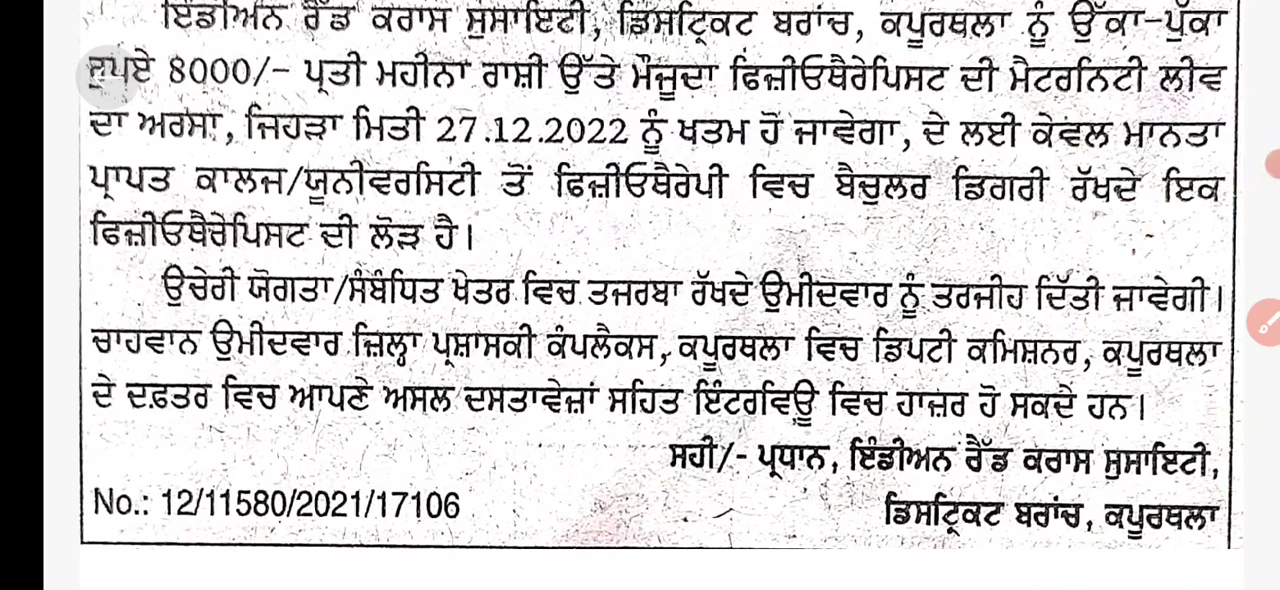 ਇੰਡੀਅਨ ਰੈੱਡ ਕਰਾਸ ਸੁਸਾਇਟੀ, ਡਿਸਟ੍ਰਿਕਟ ਬਰਾਂਚ, ਕਪੂਰਥਲਾ ਨੂੰ ਉੱਕਾ-ਪੁੱਕਾ
ਰੁਪਏ 8000/- ਪ੍ਰਤੀ ਮਹੀਨਾ ਰਾਸ਼ੀ ਉੱਤੇ ਮੌਜੂਦਾ ਫਿਜ਼ੀਓਥੈਰੇਪਿਸਟ ਦੀ ਮੈਟਰਨਿਟੀ ਲੀਵ
ਦਾ ਅਰਸਾ, ਜਿਹੜਾ ਮਿਤੀ 27.12.2022 ਨੂੰ ਖਤਮ ਹੋ ਜਾਵੇਗਾ, ਦੇ ਲਈ ਕੇਵਲ ਮਾਨਤਾ
ਪ੍ਰਾਪਤ ਕਾਲਜ/ਯੂਨੀਵਰਸਿਟੀ ਤੋਂ ਫਿਜ਼ੀਓਥੈਰੇਪੀ ਵਿਚ ਬੈਚੁਲਰ ਡਿਗਰੀ ਰੱਖਦੇ ਇਕ
ਫਿਜ਼ੀਓਥੈਰੇਪਿਸਟ ਦੀ ਲੋੜ ਹੈ।
ਉਚੇਰੀ ਯੋਗਤਾ/ਸੰਬੰਧਿਤ ਖੇਤਰ ਵਿਚ ਤਜਰਬਾ ਰੱਖਦੇ ਉਮੀਦਵਾਰ ਨੂੰ ਤਰਜੀਹ ਦਿੱਤੀ ਜਾਵੇਗੀ।
ਚਾਹਵਾਨ ਉਮੀਦਵਾਰ ਜ਼ਿਲ੍ਹਾ ਪ੍ਰਸ਼ਾਸਕੀ ਕੰਪਲੈਕਸ, ਕਪੂਰਥਲਾ ਵਿਚ ਡਿਪਟੀ ਕਮਿਸ਼ਨਰ, ਕਪੂਰਥਲਾ
ਦੇ ਦਫ਼ਤਰ ਵਿਚ ਆਪਣੇ ਅਸਲ ਦਸਤਾਵੇਜ਼ਾਂ ਸਹਿਤ ਇੰਟਰਵਿਊ ਵਿਚ ਹਾਜ਼ਰ ਹੋ ਸਕਦੇ ਹਨ।
ਸਹੀ/- ਪ੍ਰਧਾਨ, ਇੰਡੀਅਨ ਰੈੱਡ ਕਰਾਸ ਸੁਸਾਇਟੀ,
No.: 12/11580/2021/17106 ਡਿਸਟ੍ਰਿਕਟ ਬਰਾਂਚ, ਕਪੂਰਥਲਾ